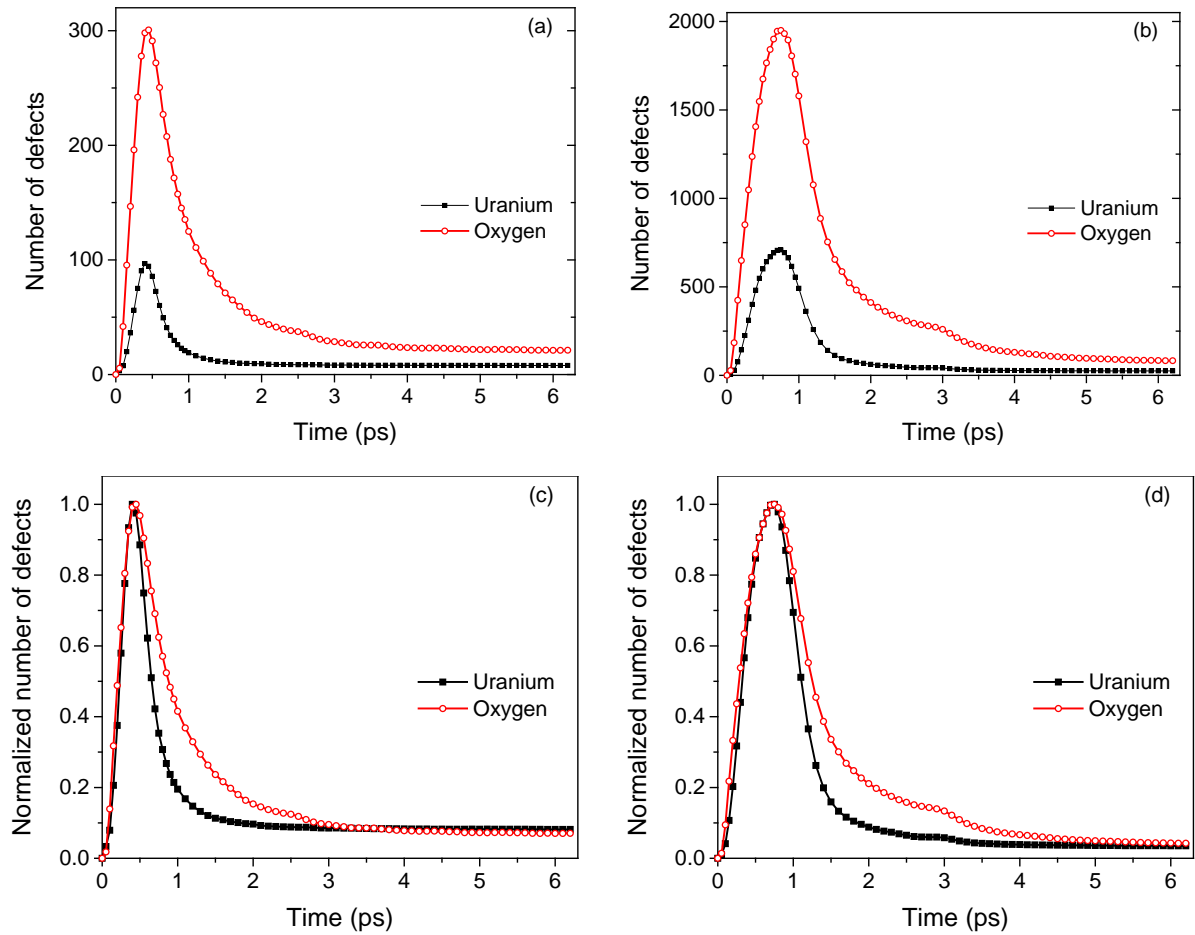 (a)
300
200
100
0
Number of defects
Uranium
Oxygen
0 1 2 3 4 5 6
Time (ps)
(b)
2000
1500
1000
500
0
Number of defects
Uranium
Oxygen
0 1 2 3 4 5 6
Time (ps)
(c)
1.0
0.8
0.6
0.4
0.2
0.0
Normalized number of defects
Uranium
Oxygen
0 1 2 3 4 5 6
Time (ps)
(d)
1.0
0.8
0.6
0.4
0.2
0.0
Normalized number of defects
Uranium
Oxygen
0 1 2 3 4 5 6
Time (ps)